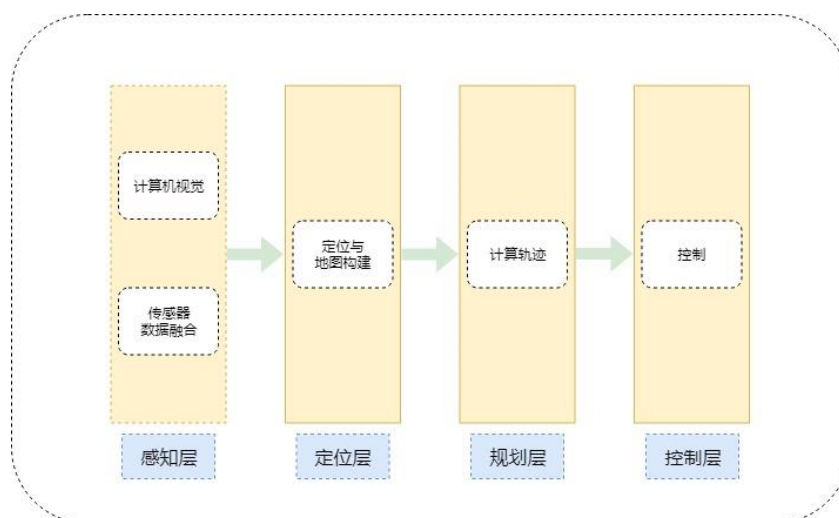 计算机视觉
传感器
数据融合
定位与
地图构建
计算轨迹
控制
感知层
定位层
规划层
控制层